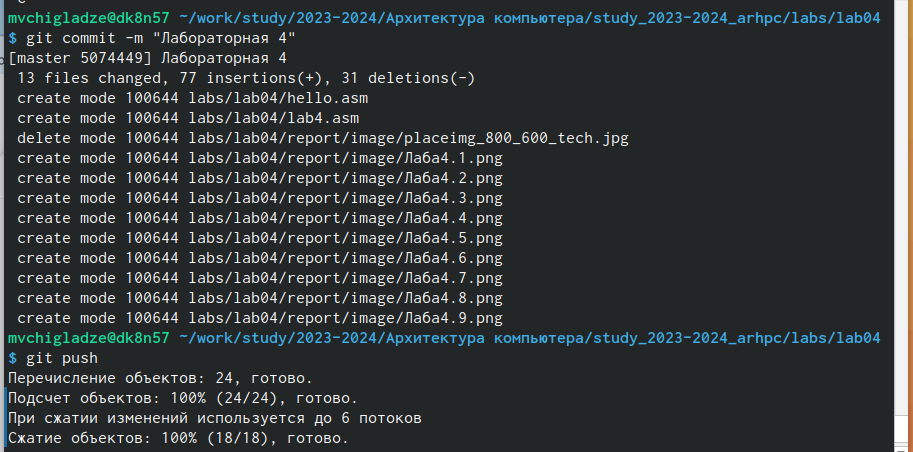 mvchigladze@dk8n57 ~/work/study/2023-2024/Архитектура компьютера/study_2023-2024_arhpc/labs/lab04
$ git commit -m "Лабораторная 4"
[master 5074449] Лабораторная 4
 13 files changed, 77 insertions(+), 31 deletions(-)
 create mode 100644 labs/lab04/hello.asm
 create mode 100644 labs/lab04/lab4.asm
 delete mode 100644 labs/lab04/report/image/placeimg_800_600_tech.jpg
 create mode 100644 labs/lab04/report/image/Лаба4.1.png
 create mode 100644 labs/lab04/report/image/Лаба4.2.png
 create mode 100644 labs/lab04/report/image/Лаба4.3.png
 create mode 100644 labs/lab04/report/image/Лаба4.4.png
 create mode 100644 labs/lab04/report/image/Лаба4.5.png
 create mode 100644 labs/lab04/report/image/Лаба4.6.png
 create mode 100644 labs/lab04/report/image/Лаба4.7.png
 create mode 100644 labs/lab04/report/image/Лаба4.8.png
 create mode 100644 labs/lab04/report/image/Лаба4.9.png
mvchigladze@dk8n57 ~/work/study/2023-2024/Архитектура компьютера/study_2023-2024_arhpc/labs/lab04
$ git push
Перечисление объектов: 24, готово.
Подсчет объектов: 100% (24/24), готово.
При сжатии изменений используется до 6 потоков
Сжатие объектов: 100% (18/18), готово.